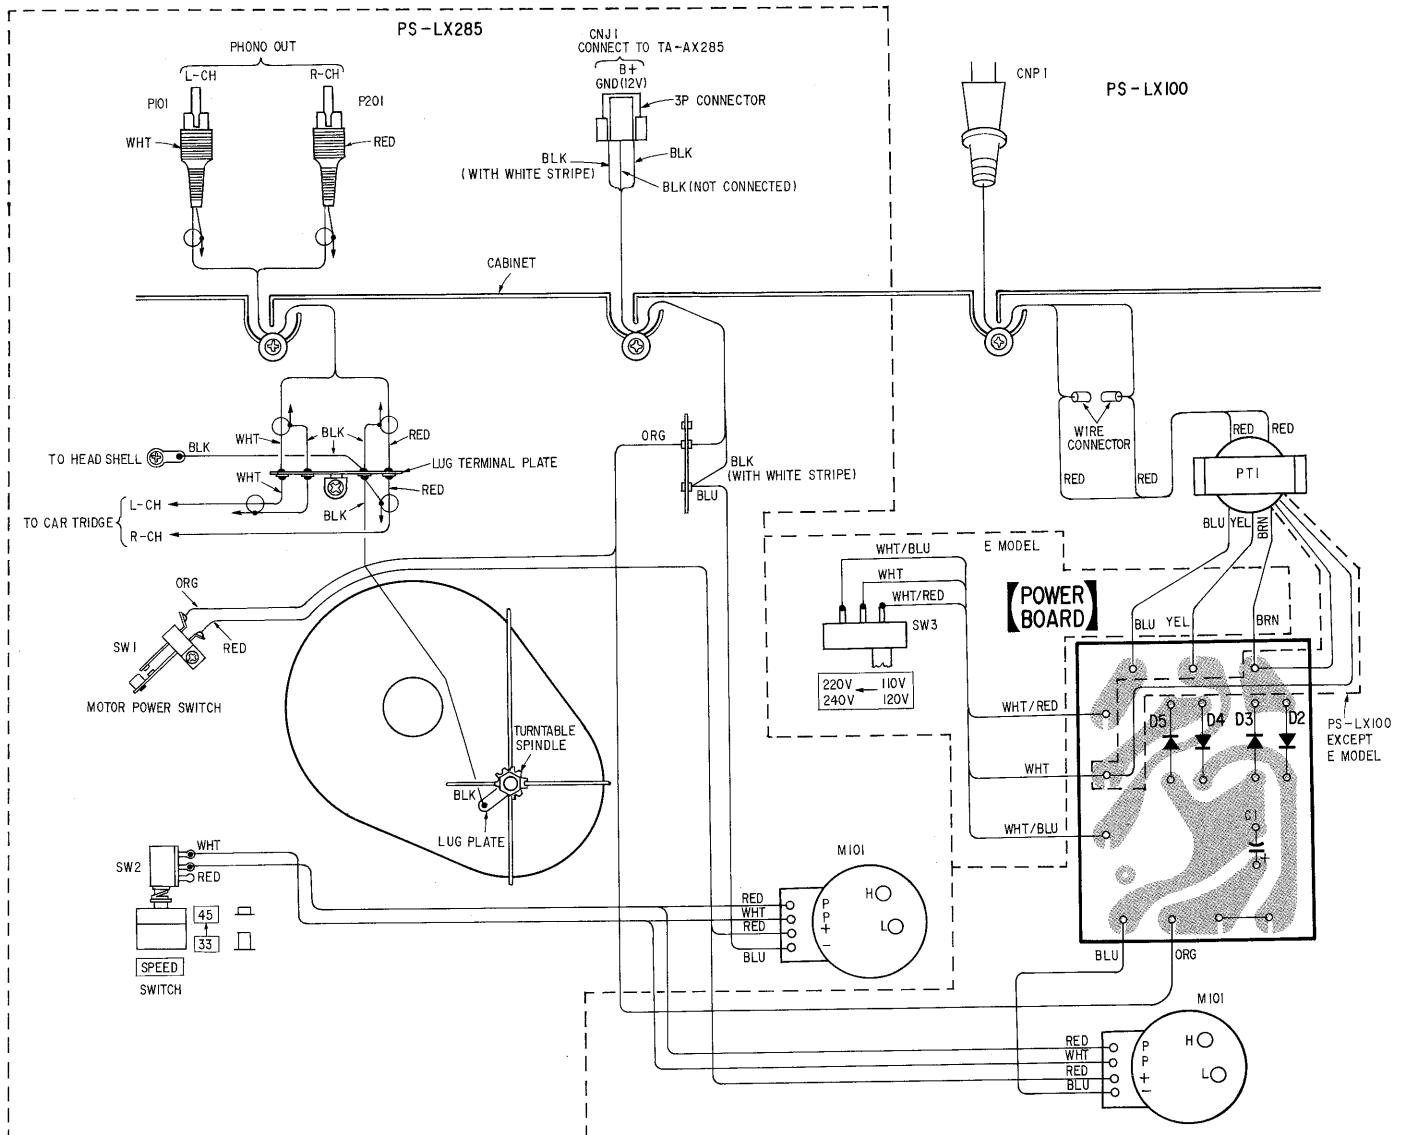 PS-LX285
PHONO OUT
L-CH
R-CH
P101
P201
WHT
RED
CNJ1
CONNECT TO TA-AX285
B+
GND(12V)
3P CONNECTOR
BLK
(WITH WHITE STRIPE)
BLK
BLK(NOT CONNECTED)
CNP1
PS-LX100
CABINET
WHT
BLK
RED
TO HEAD SHELL
BLK
LUG TERMINAL PLATE
WHT
RED
L-CH
TO CAR TRIDGE
BLK
R-CH
ORG
BLK
(WITH WHITE STRIPE)
BLU
WIRE
CONNECTOR
RED
RED
RED
RED
PT1
BLU
YEL
BRN
E MODEL
WHT/BLU
WHT
WHT/RED
SW3
220V
240V
110V
120V
POWER
BOARD
BLU
YEL
BRN
ORG
SW1
RED
MOTOR POWER SWITCH
WHT/RED
WHT
WHT/BLU
D5
D4
D3
D2
C1
+
PS-LX100
EXCEPT
E MODEL
TURNTABLE
SPINDLE
BLK
LUG PLATE
SW2
WHT
RED
45
33
SPEED
SWITCH
M101
RED
WHT
RED
BLU
P
P
+
-
H
L
BLU
ORG
M101
RED
WHT
RED
BLU
P
P
+
-
H
L